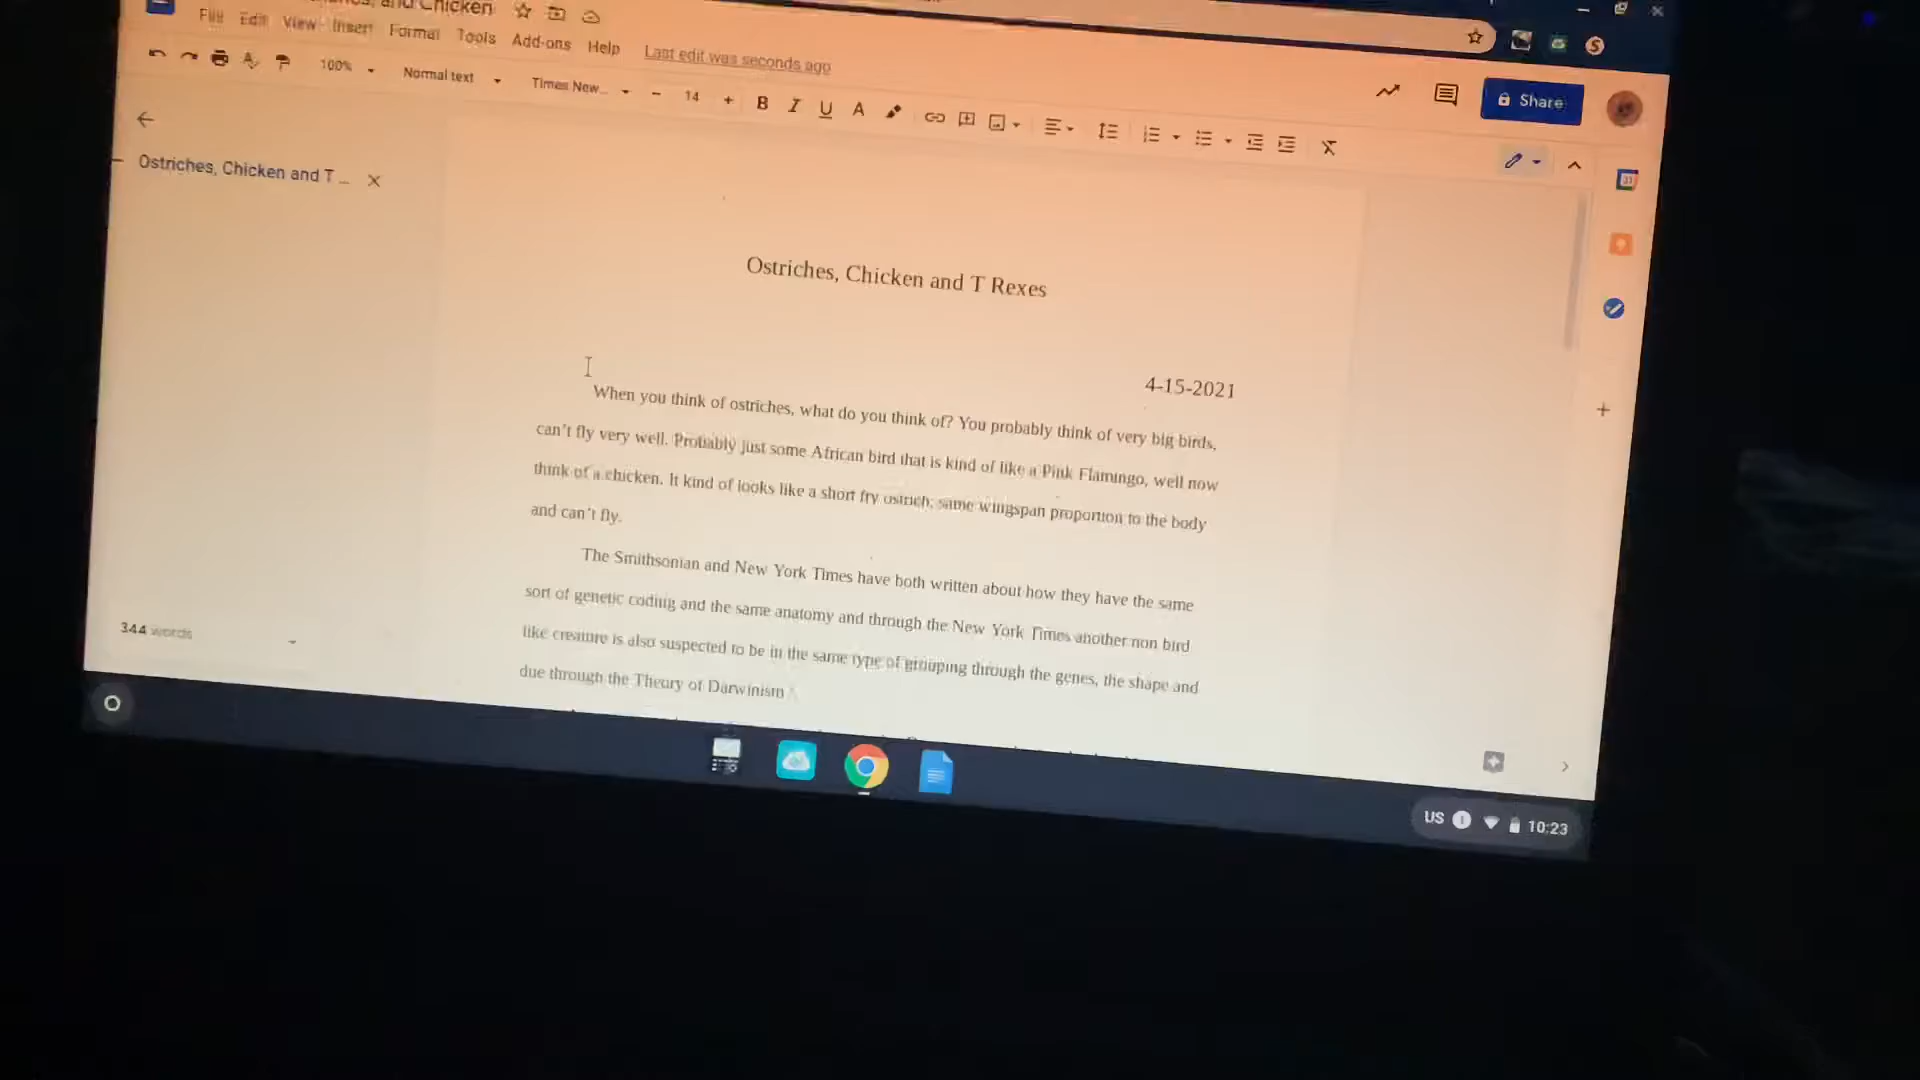 and Chicken
File Edit View Insert Format Tools Add-ons Help Last edit was seconds ago
100% Normal text Times New... 14 B I U A
Share
Ostriches, Chicken and T ...
31
Ostriches, Chicken and T Rexes
4-15-2021
When you think of ostriches, what do you think of? You probably think of very big birds,
can't fly very well. Probably just some African bird that is kind of like a Pink Flamingo, well now
think of a chicken. It kind of looks like a short fry ostrich; same wingspan proportion to the body
and can't fly.
The Smithsonian and New York Times have both written about how they have the same
sort of genetic coding and the same anatomy and through the New York Times another non bird
like creature is also suspected to be in the same type of grouping through the genes, the shape and
due through the Theory of Darwinism
344 words
US 10:23